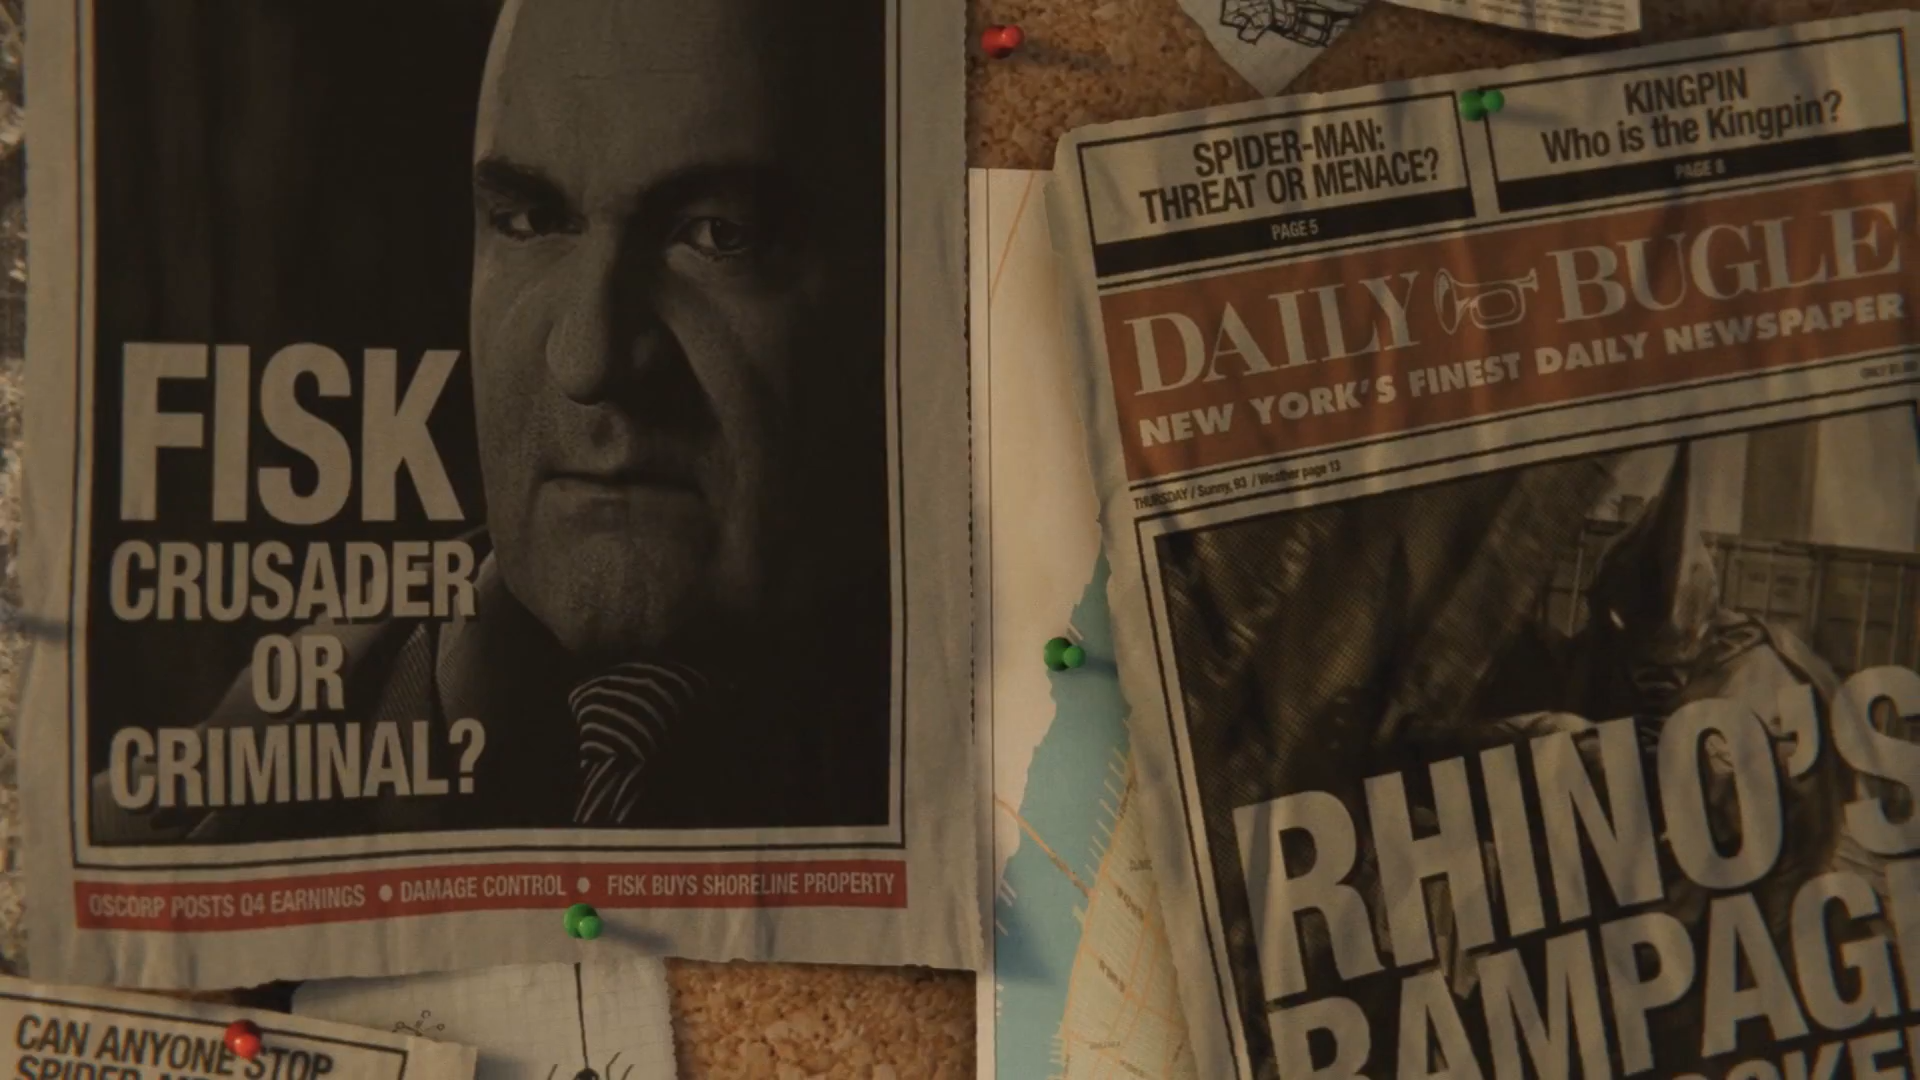 FISK
CRUSADER
OR
CRIMINAL?
OSCORP POSTS Q4 EARNINGS ● DAMAGE CONTROL ● FISK BUYS SHORELINE PROPERTY
CAN ANYONE STOP
SPIDER-MAN: THREAT OR MENACE?
PAGE 5
KINGPIN
Who is the Kingpin?
PAGE 8
DAILY BUGLE
NEW YORK'S FINEST DAILY NEWSPAPER
THURSDAY / Sunny, 93 / Weather page 13
RHINO'S